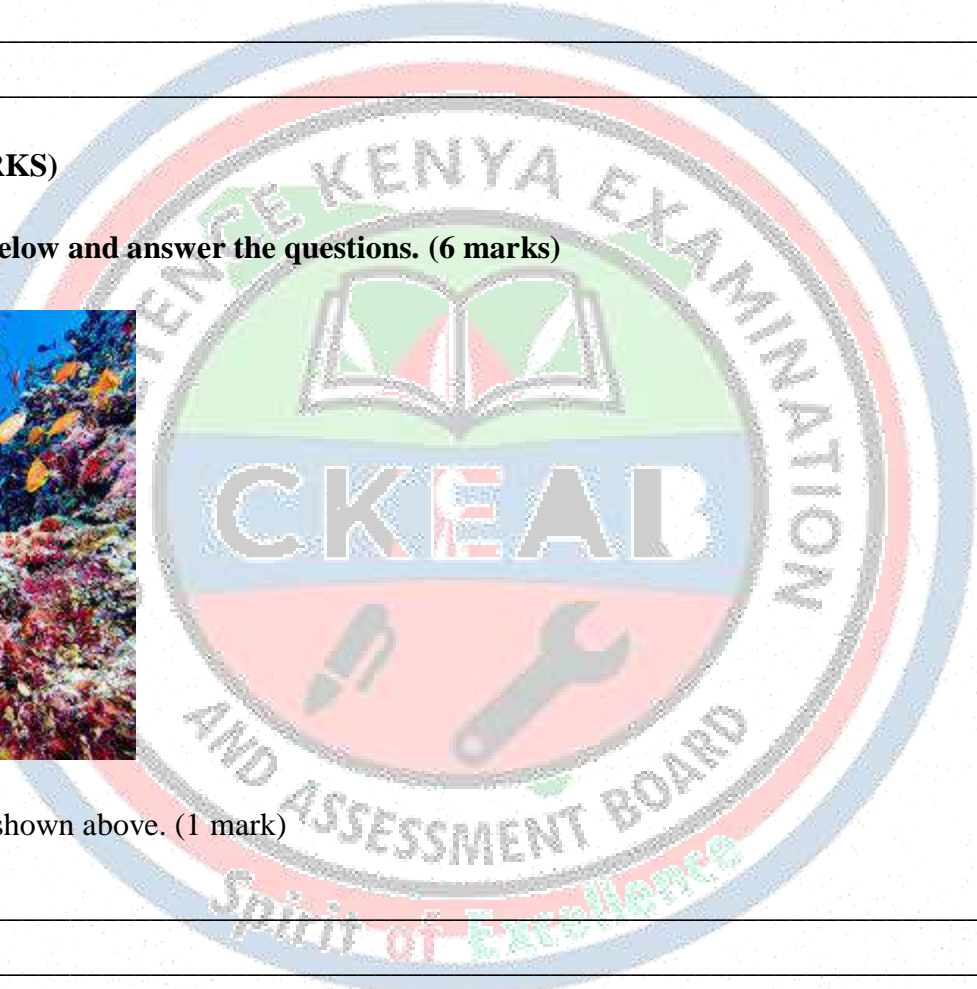 RKS)
TENCE KENYA EXAMINATION
elow and answer the questions. (6 marks)
CKEAB
AND ASSESSMENT BOARD
shown above. (1 mark)
Spirit of Excellence